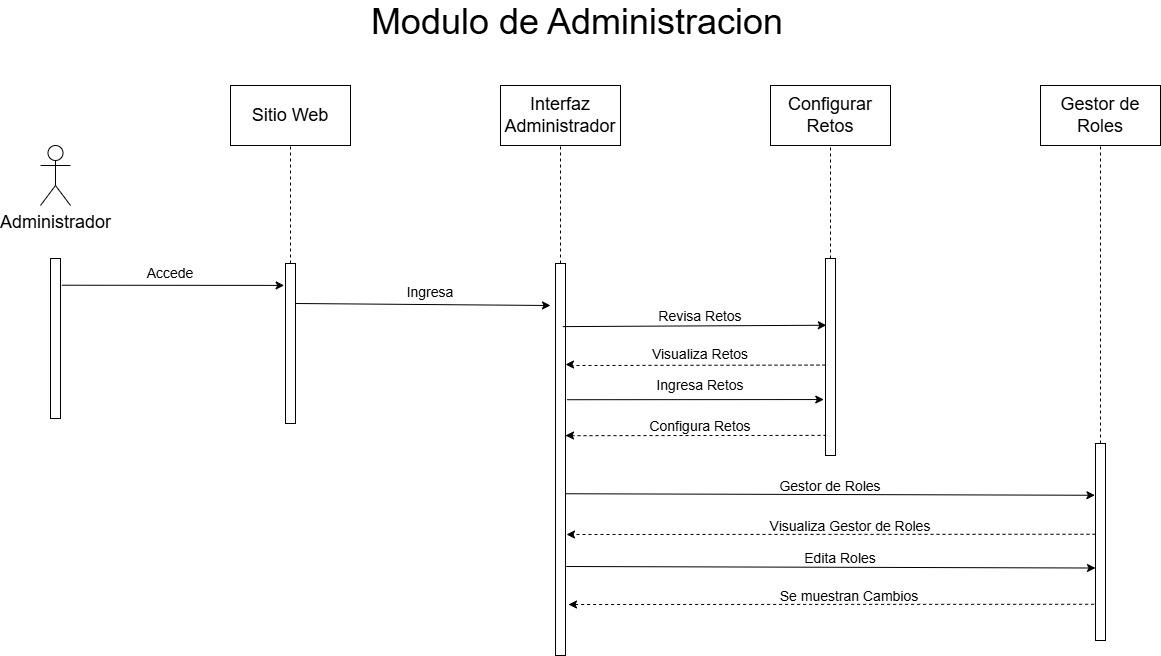 Modulo de Administracion
Sitio Web
Interfaz
Administrador
Configurar
Retos
Gestor de
Roles
Administrador
Accede
Ingresa
Revisa Retos
Visualiza Retos
Ingresa Retos
Configura Retos
Gestor de Roles
Visualiza Gestor de Roles
Edita Roles
Se muestran Cambios